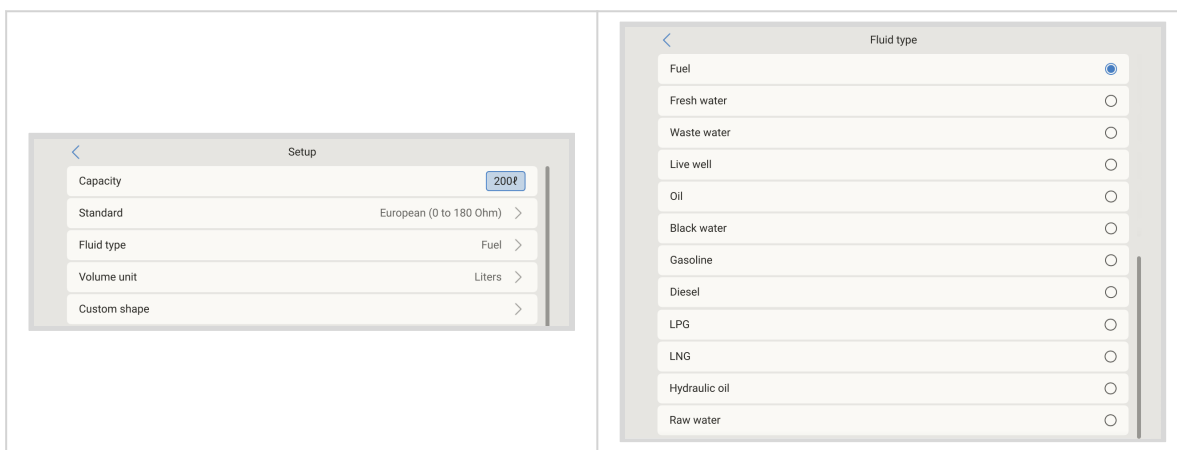 Setup
Capacity 200ℓ
Standard European (0 to 180 Ohm)
Fluid type Fuel
Volume unit Liters
Custom shape
Fluid type
Fuel
Fresh water
Waste water
Live well
Oil
Black water
Gasoline
Diesel
LPG
LNG
Hydraulic oil
Raw water